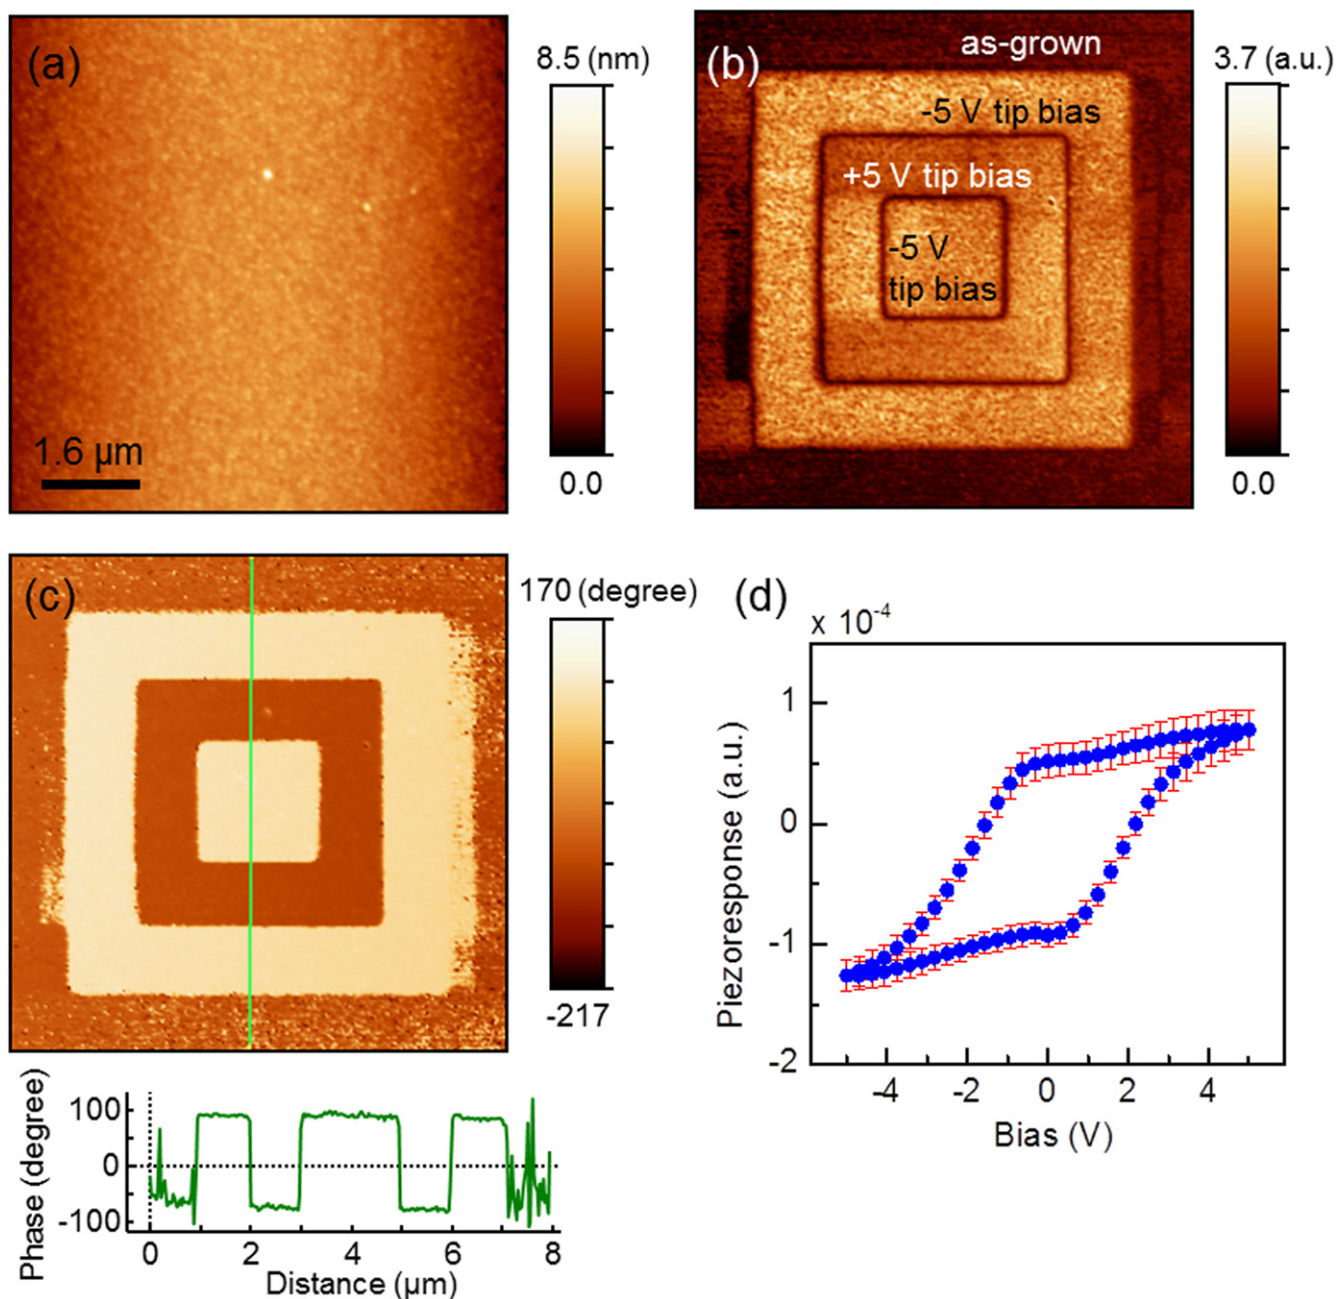 (a)
8.5 (nm)
1.6 µm
0.0
(b)
as-grown
-5 V tip bias
+5 V tip bias
-5 V
tip bias
3.7 (a.u.)
0.0
(c)
170 (degree)
-217
Phase (degree)
100
0
-100
0 2 4 6 8
Distance (µm)
(d)
x 10-4
Piezoresponse (a.u.)
1
0
-1
-2
-4 -2 0 2 4
Bias (V)